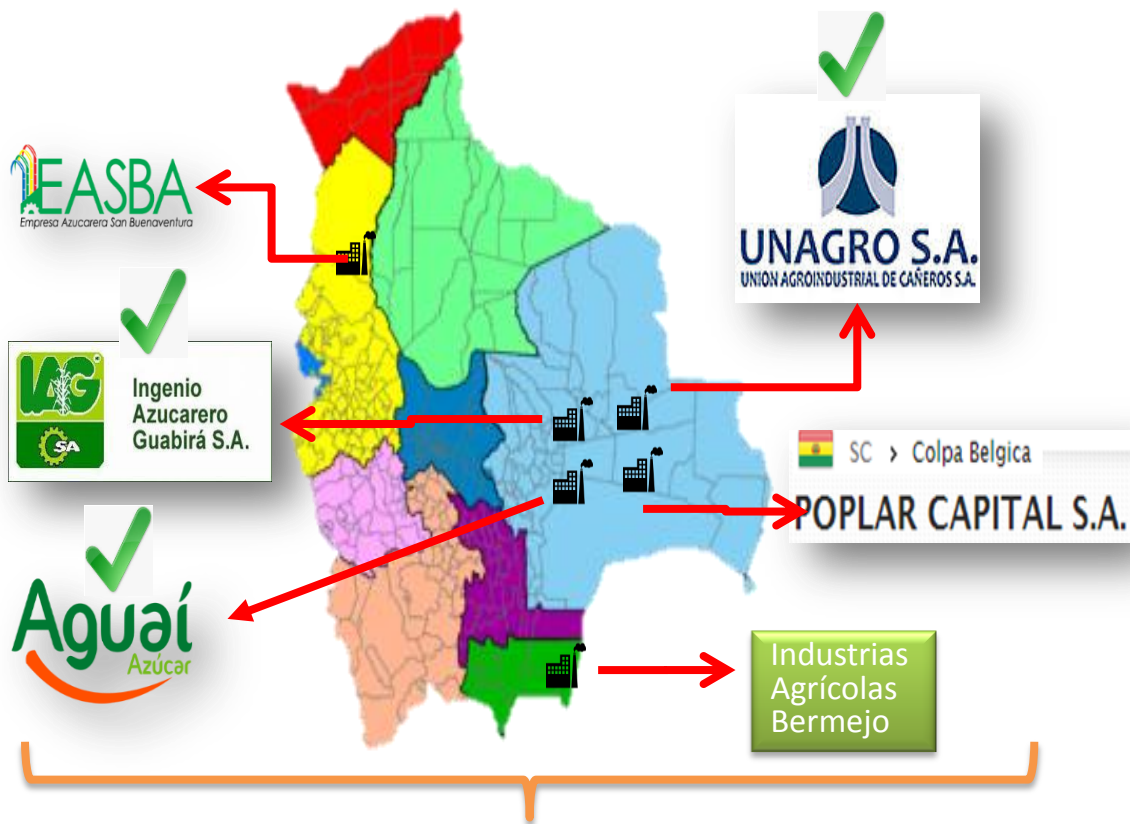 EASBA
Empresa Azucarera San Buenaventura
UNAGRO S.A.
UNION AGROINDUSTRIAL DE CAÑEROS S.A.
IAG
SA
Ingenio
Azucarero
Guabirá S.A.
SC > Colpa Belgica
POPLAR CAPITAL S.A.
Aguaí
Azúcar
Industrias
Agrícolas
Bermejo